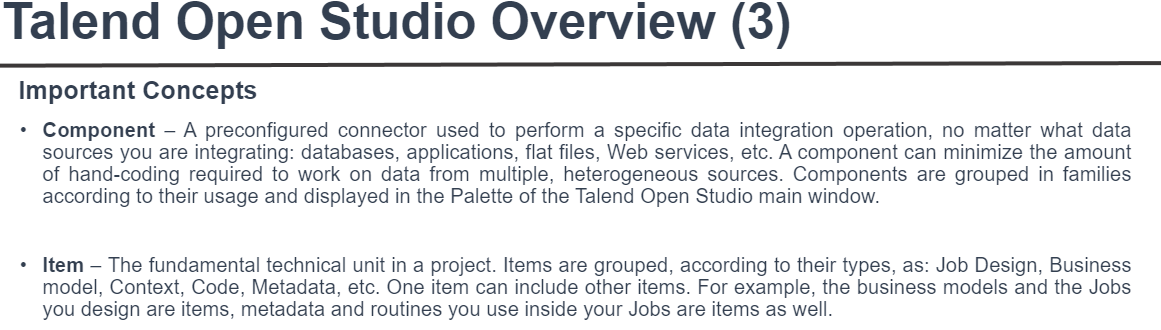 Talend Open Studio Overview (3)
Important Concepts
• Component – A preconfigured connector used to perform a specific data integration operation, no matter what data
sources you are integrating: databases, applications, flat files, Web services, etc. A component can minimize the amount
of hand-coding required to work on data from multiple, heterogeneous sources. Components are grouped in families
according to their usage and displayed in the Palette of the Talend Open Studio main window.
• Item – The fundamental technical unit in a project. Items are grouped, according to their types, as: Job Design, Business
model, Context, Code, Metadata, etc. One item can include other items. For example, the business models and the Jobs
you design are items, metadata and routines you use inside your Jobs are items as well.